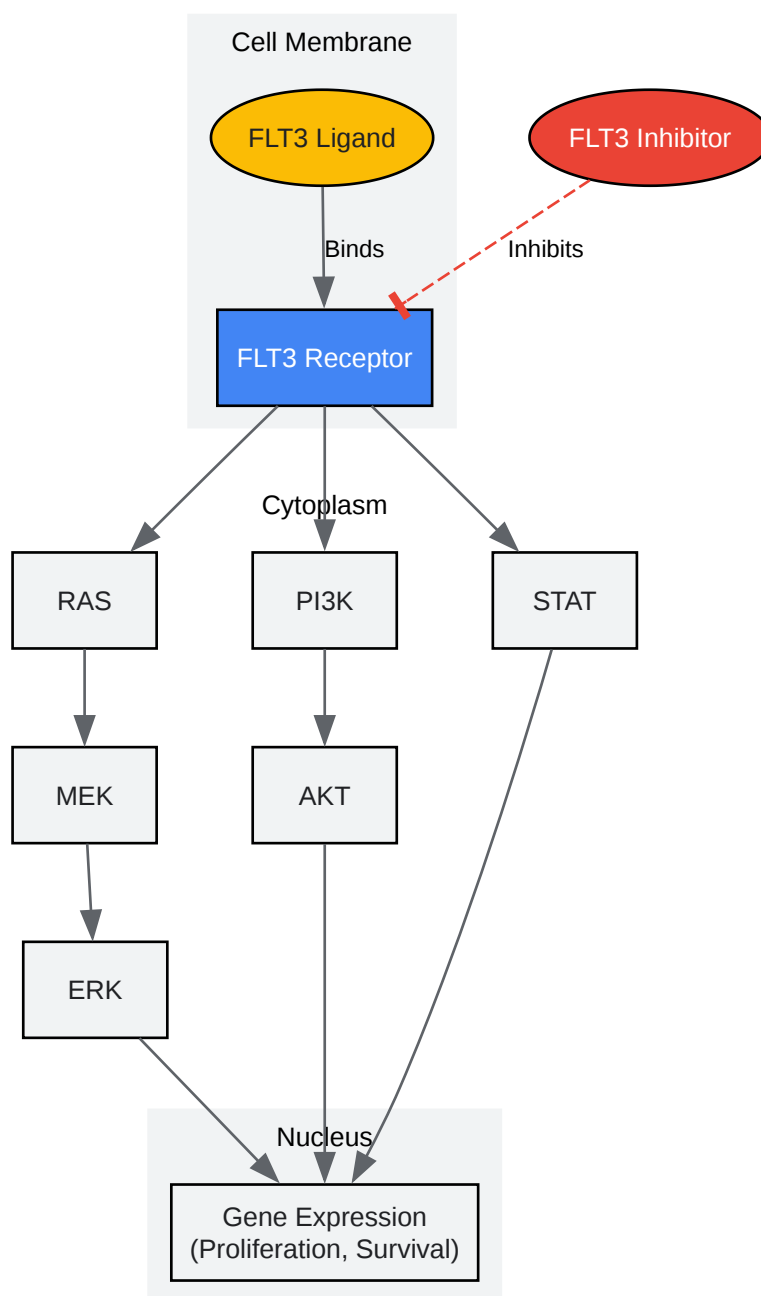 Cell Membrane
FLT3 Ligand
FLT3 Inhibitor
Binds
Inhibits
FLT3 Receptor
Cytoplasm
RAS
PI3K
STAT
MEK
AKT
ERK
Nucleus
Gene Expression
(Proliferation, Survival)